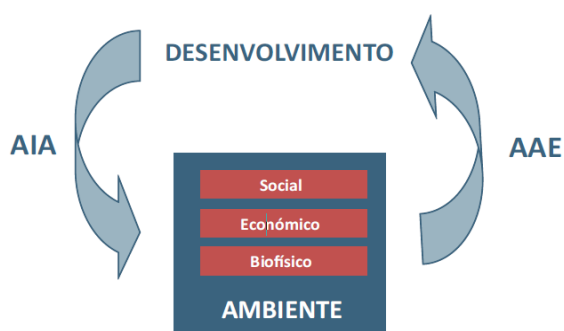 DESENVOLVIMENTO
AIA
AAE
Social
Económico
Biofísico
AMBIENTE